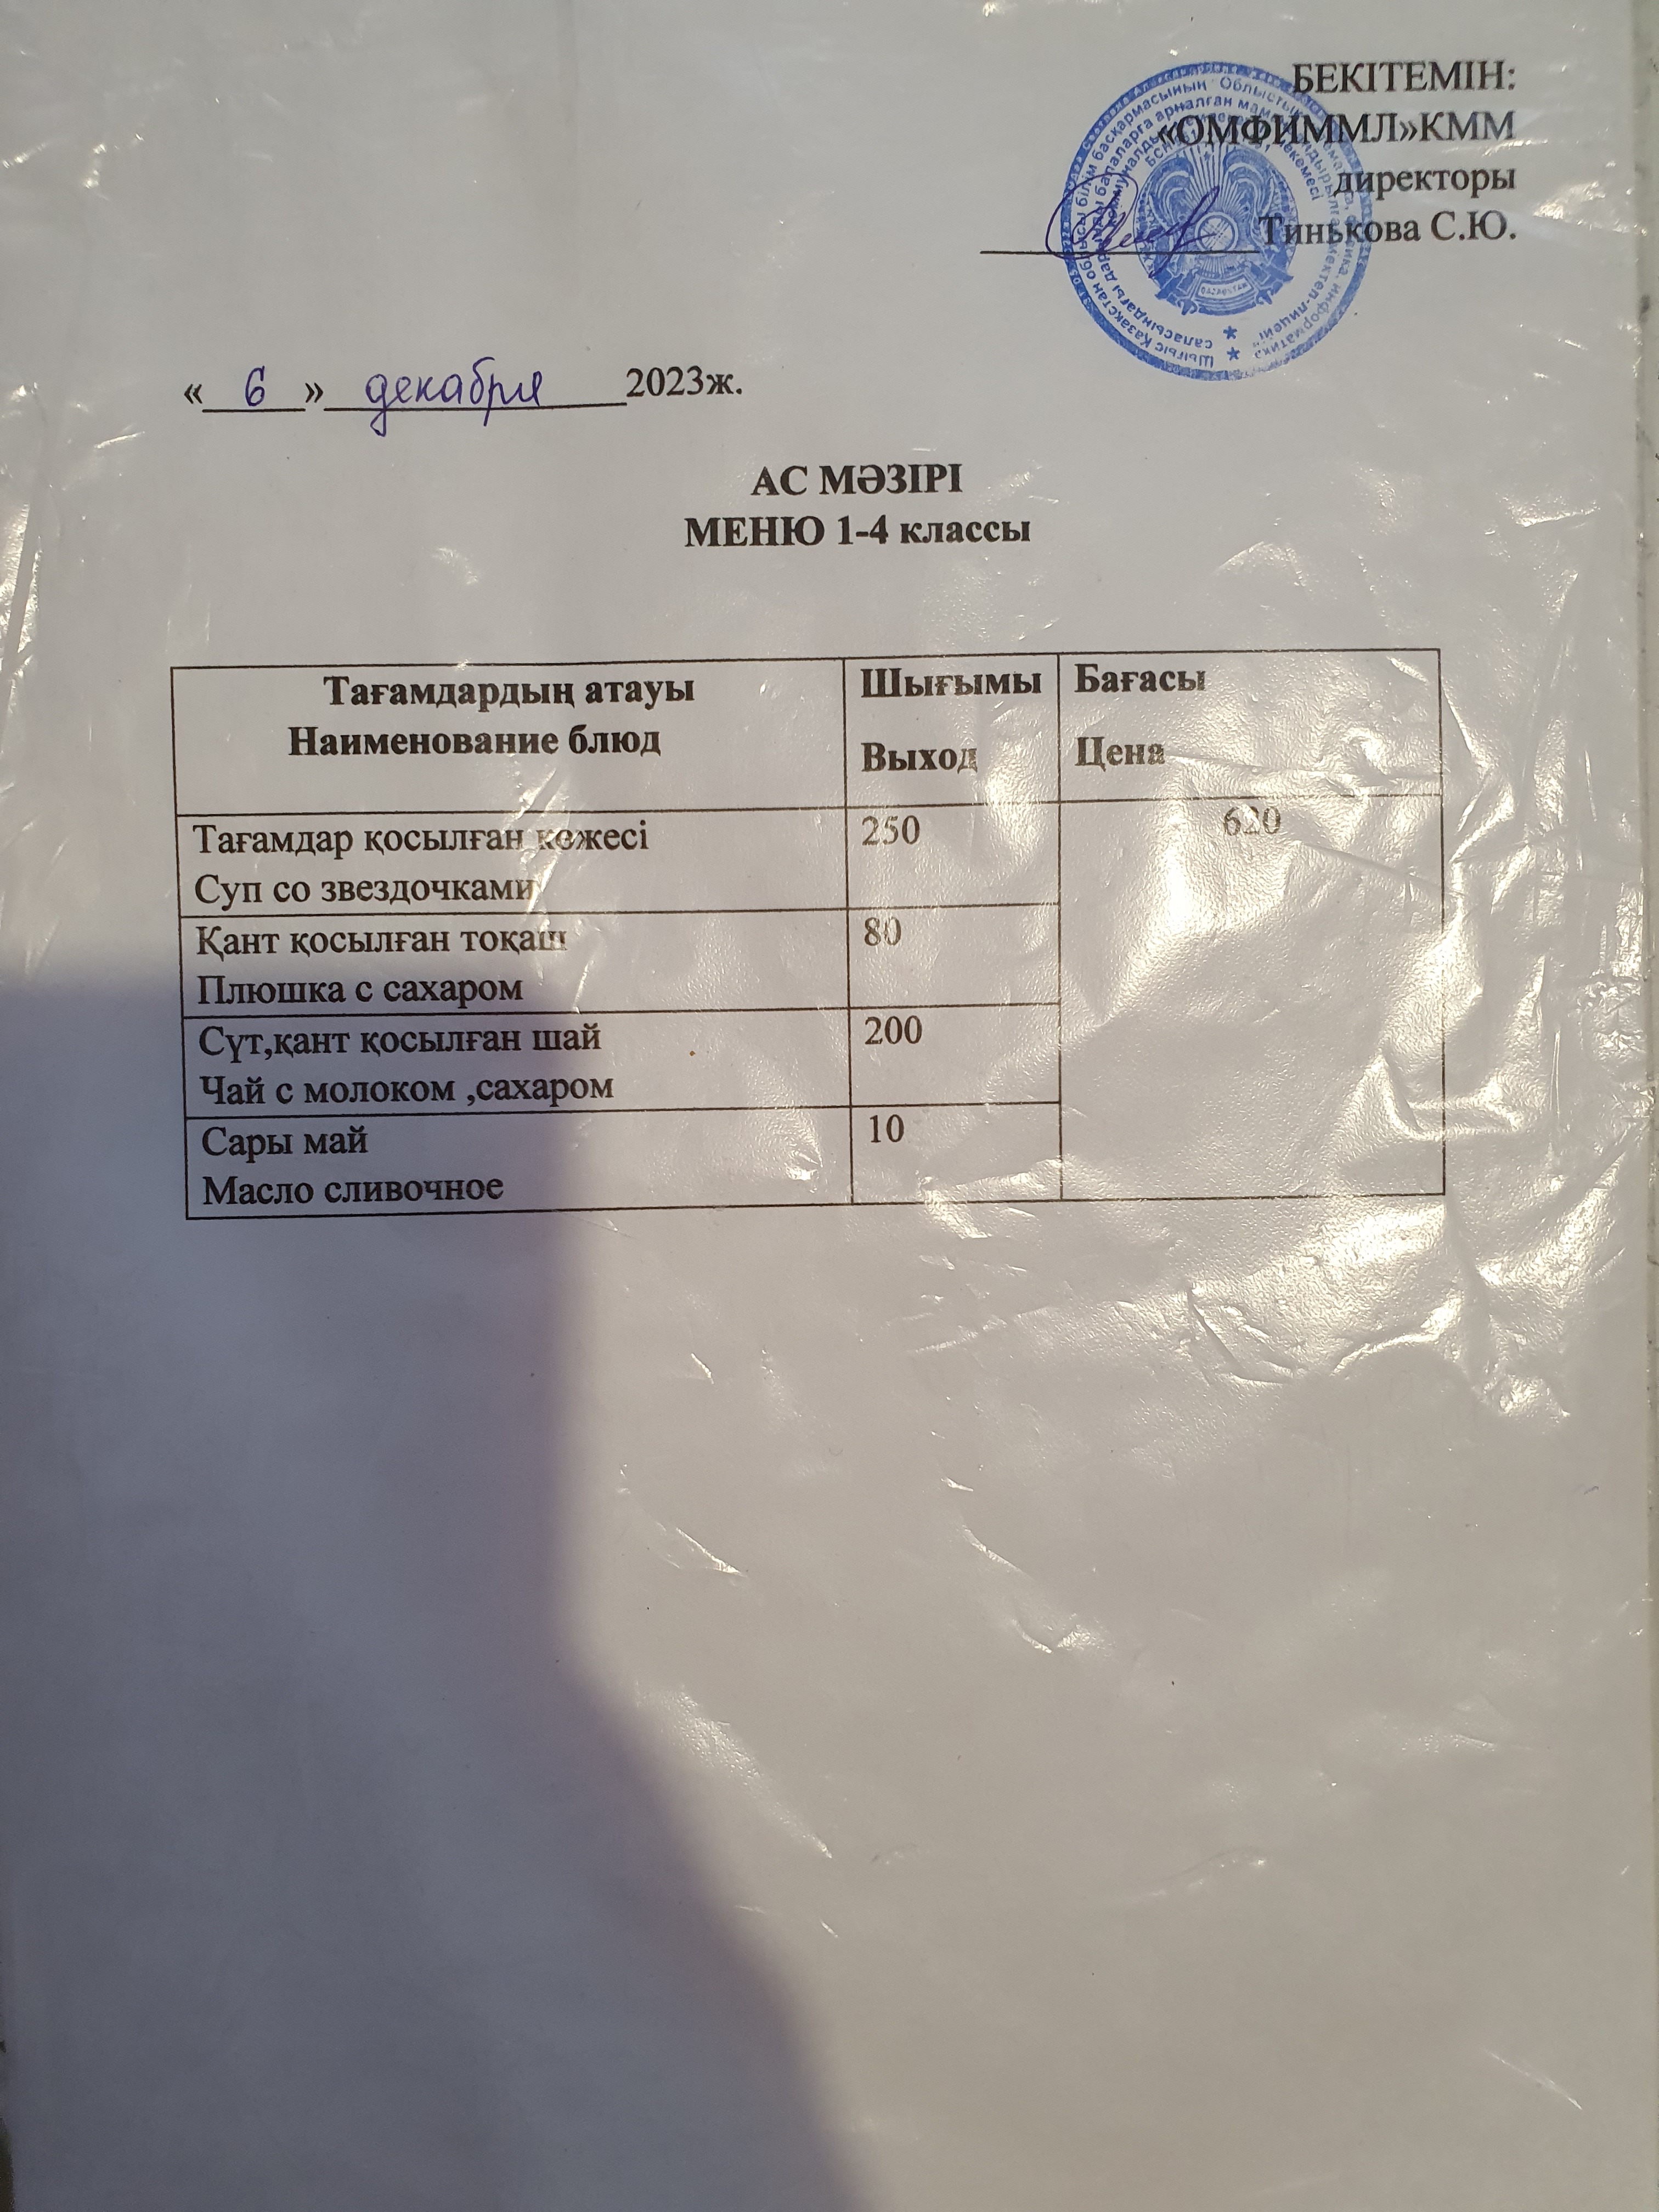 БЕКІТЕМІН:
«ОМФИММЛ»КММ
директоры
Тинькова С.Ю.
« 6 » декабря 2023ж.
АС МӘЗІРІ
МЕНЮ 1-4 классы
Тағамдардың атауы
Наименование блюд
Шығымы
Выход
Бағасы
Цена
Тағамдар қосылған көжесі
Суп со звездочками
250
620
Қант қосылған тоқаш
Плюшка с сахаром
80
Сүт,қант қосылған шай
Чай с молоком ,сахаром
200
Сары май
Масло сливочное
10